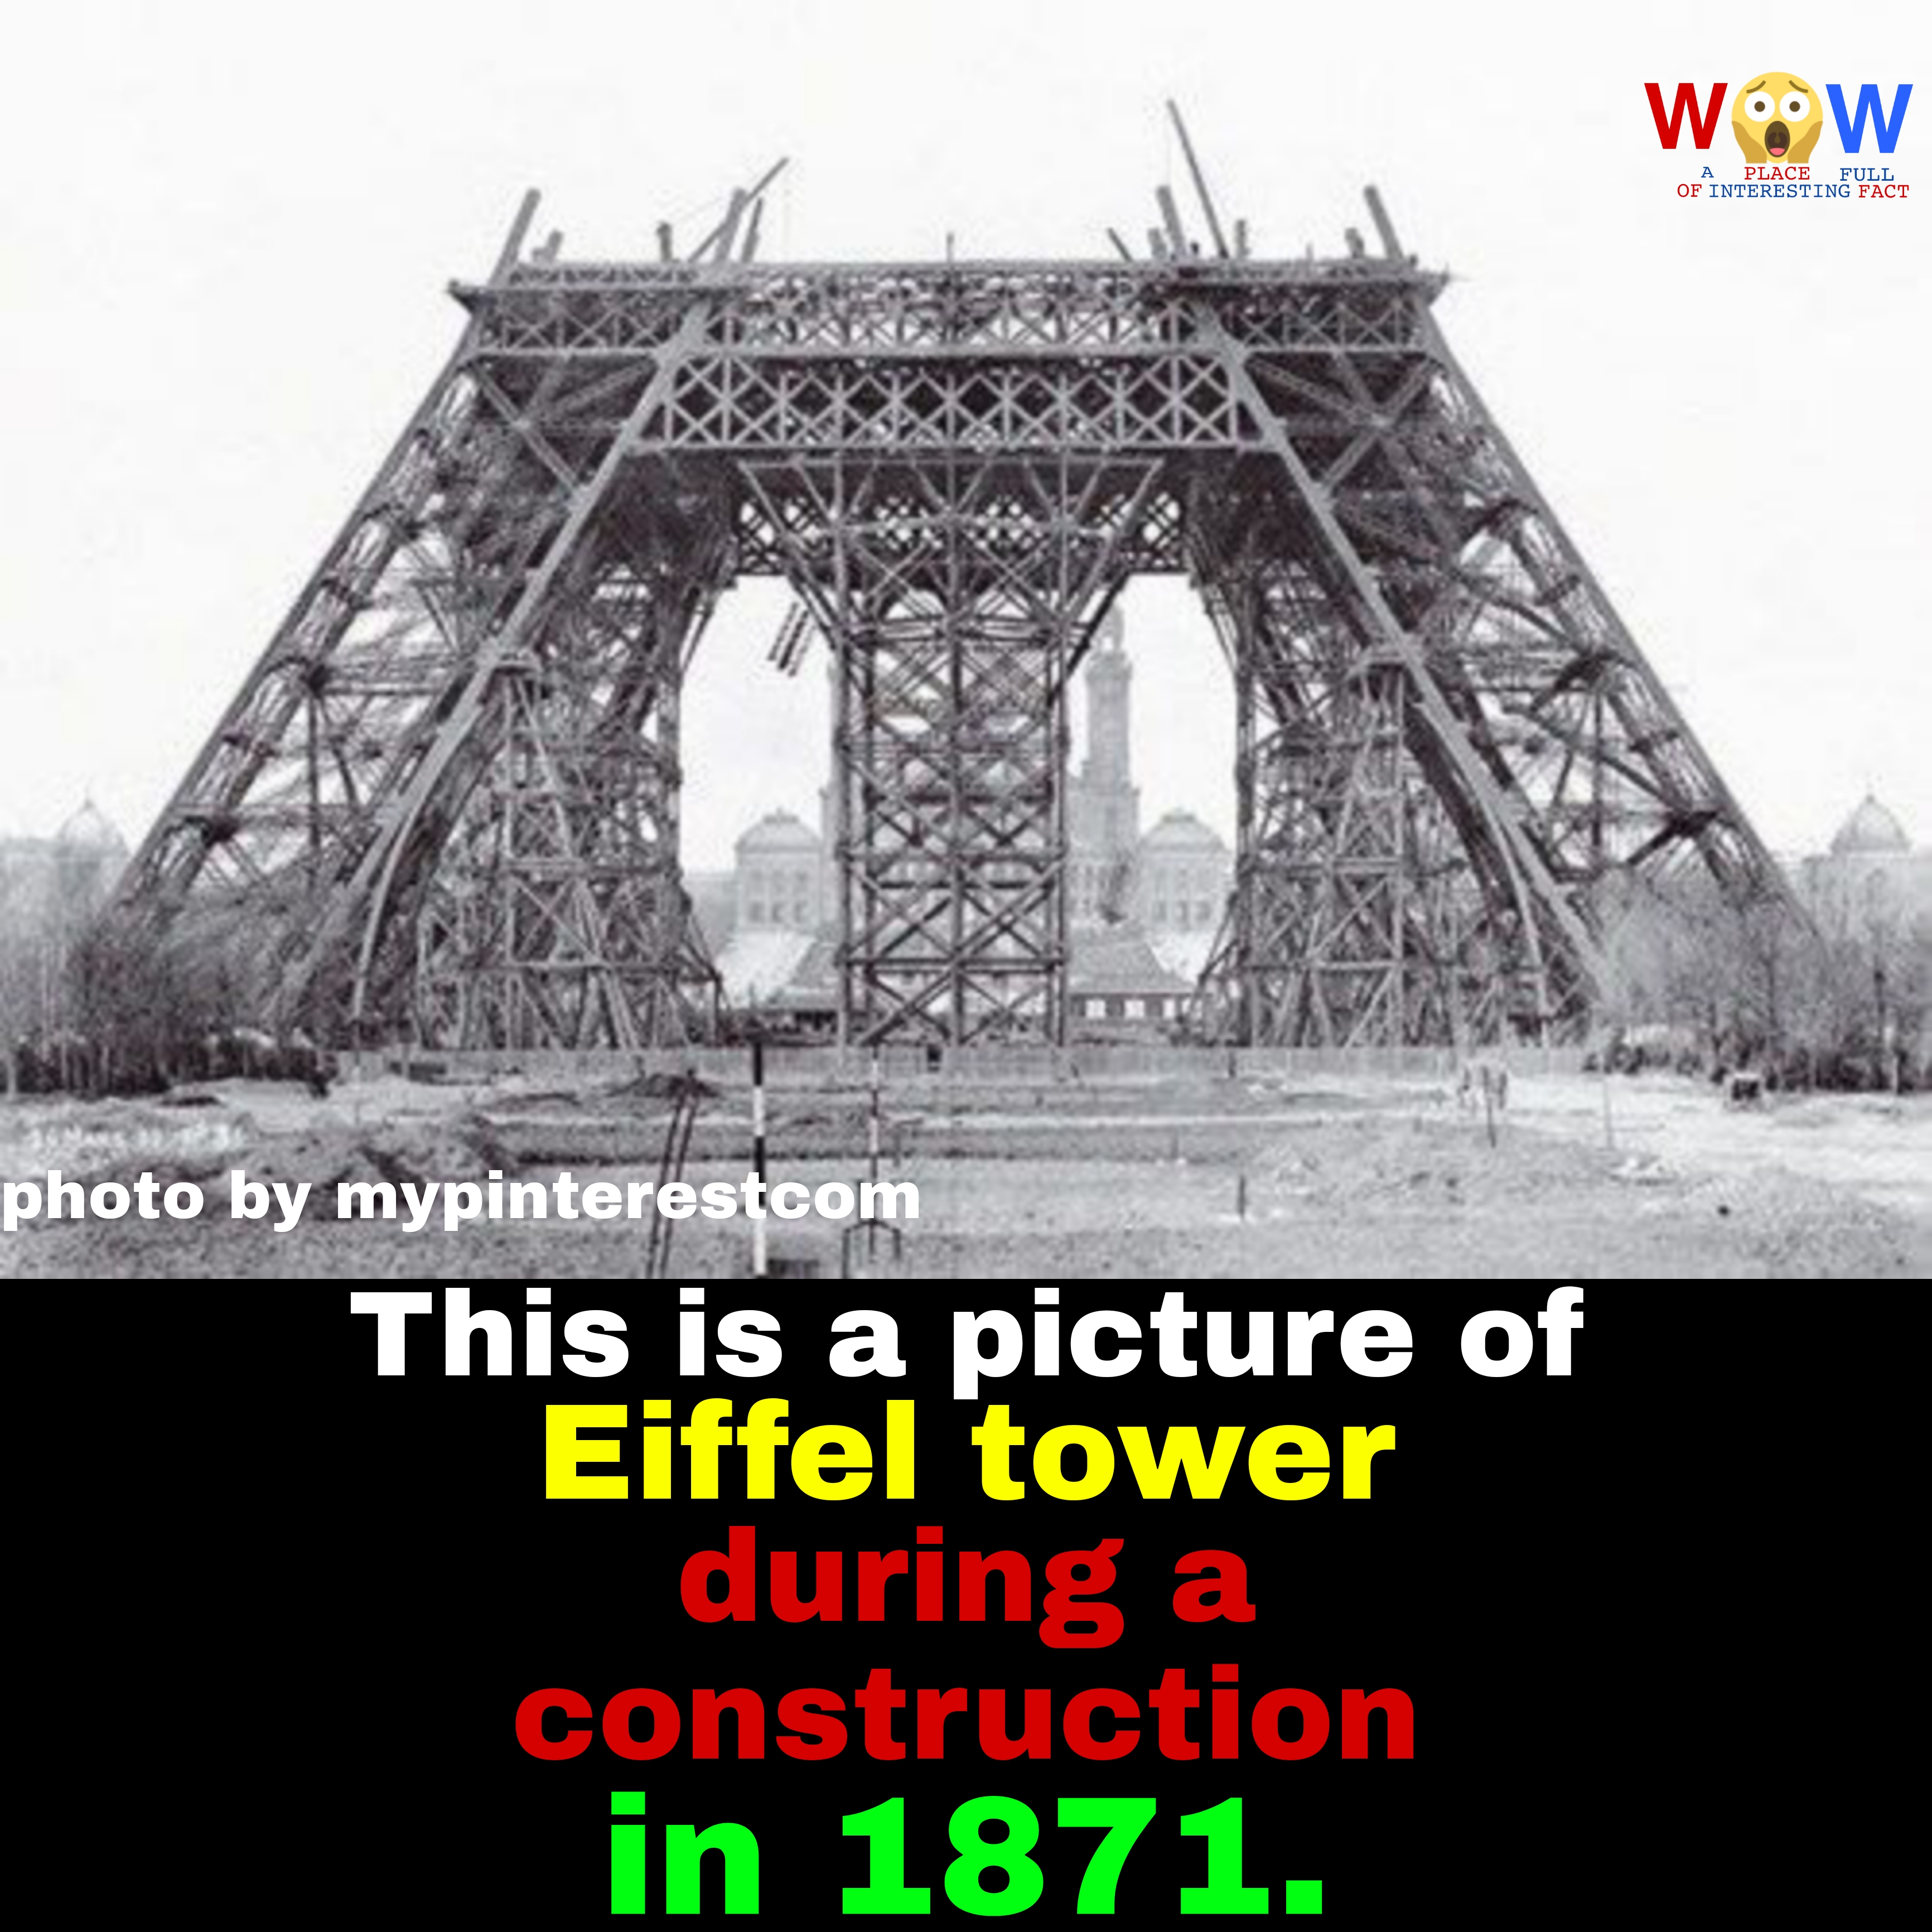 WOW
A PLACE FULL
OF INTERESTING FACT
photo by mypinterestcom
This is a picture of
Eiffel tower
during a
construction
in 1871.